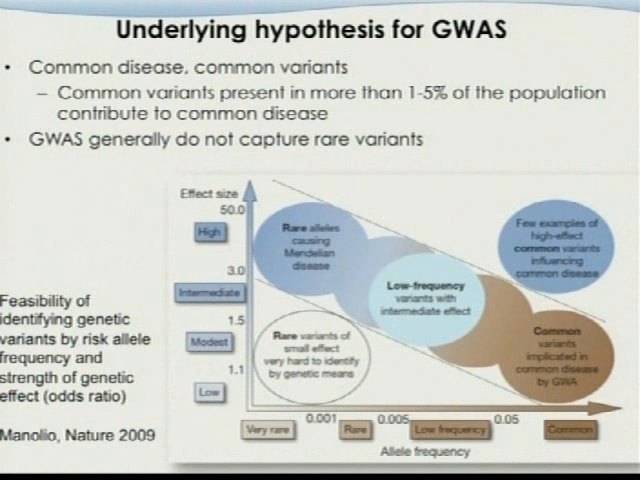 Underlying hypothesis for GWAS
• Common disease, common variants
– Common variants present in more than 1-5% of the population
contribute to common disease
• GWAS generally do not capture rare variants
Feasibility of
identifying genetic
variants by risk allele
frequency and
strength of genetic
effect (odds ratio)
Manolio, Nature 2009
Effect size
50.0
High
3.0
Intermediate
1.5
Modest
1.1
Low
Rare alleles
causing
Mendelian
disease
Few examples of
high-effect
common variants
influencing
common disease
Low-frequency
variants with
intermediate effect
Rare variants of
small effect
very hard to identify
by genetic means
Common
variants
implicated in
common disease
by GWA
0.001
0.005
0.05
Very rare
Rare
Low frequency
Common
Allele frequency